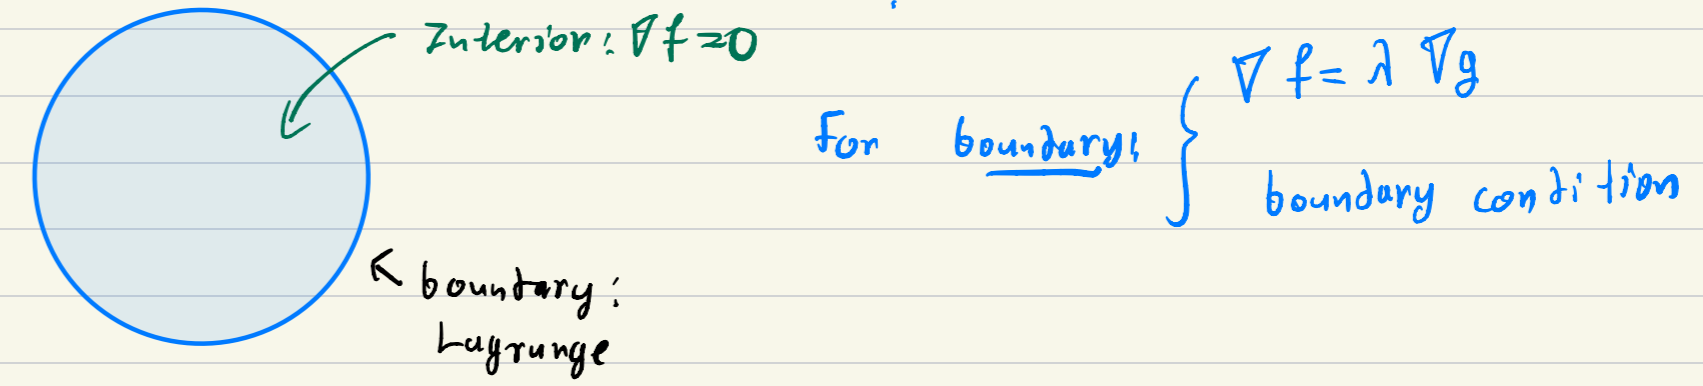 Interior: ∇f=0
For boundary: { ∇f = λ ∇g
boundary condition
boundary:
Lagrange